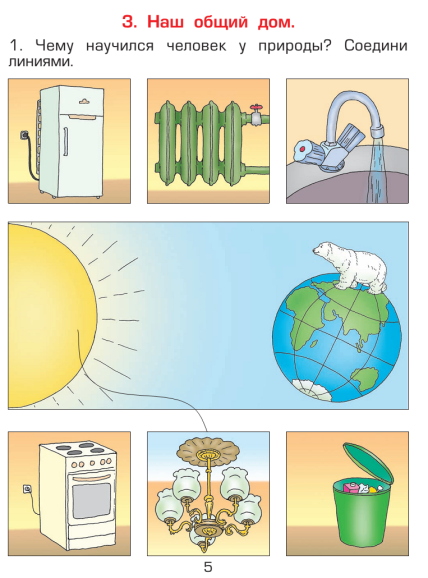 3. Наш общий дом.
1. Чему научился человек у природы? Соедини
линиями.
5